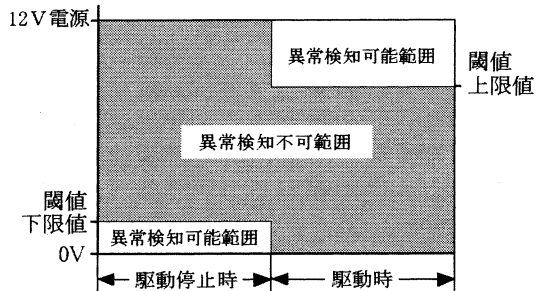 12V電源
異常検知可能範囲
閾値
上限値
異常検知不可範囲
閾値
下限値
異常検知可能範囲
0V
駆動停止時
駆動時